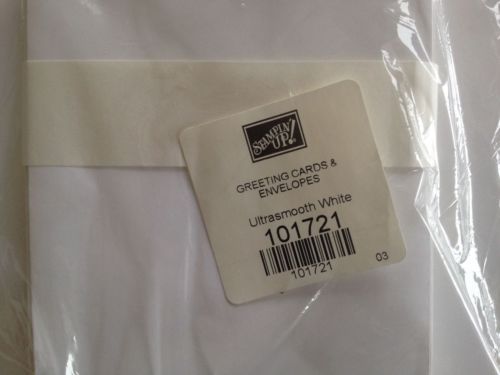 STAMPIN'
UP!
GREETING CARDS &
ENVELOPES
Ultrasmooth White
101721
101721
03